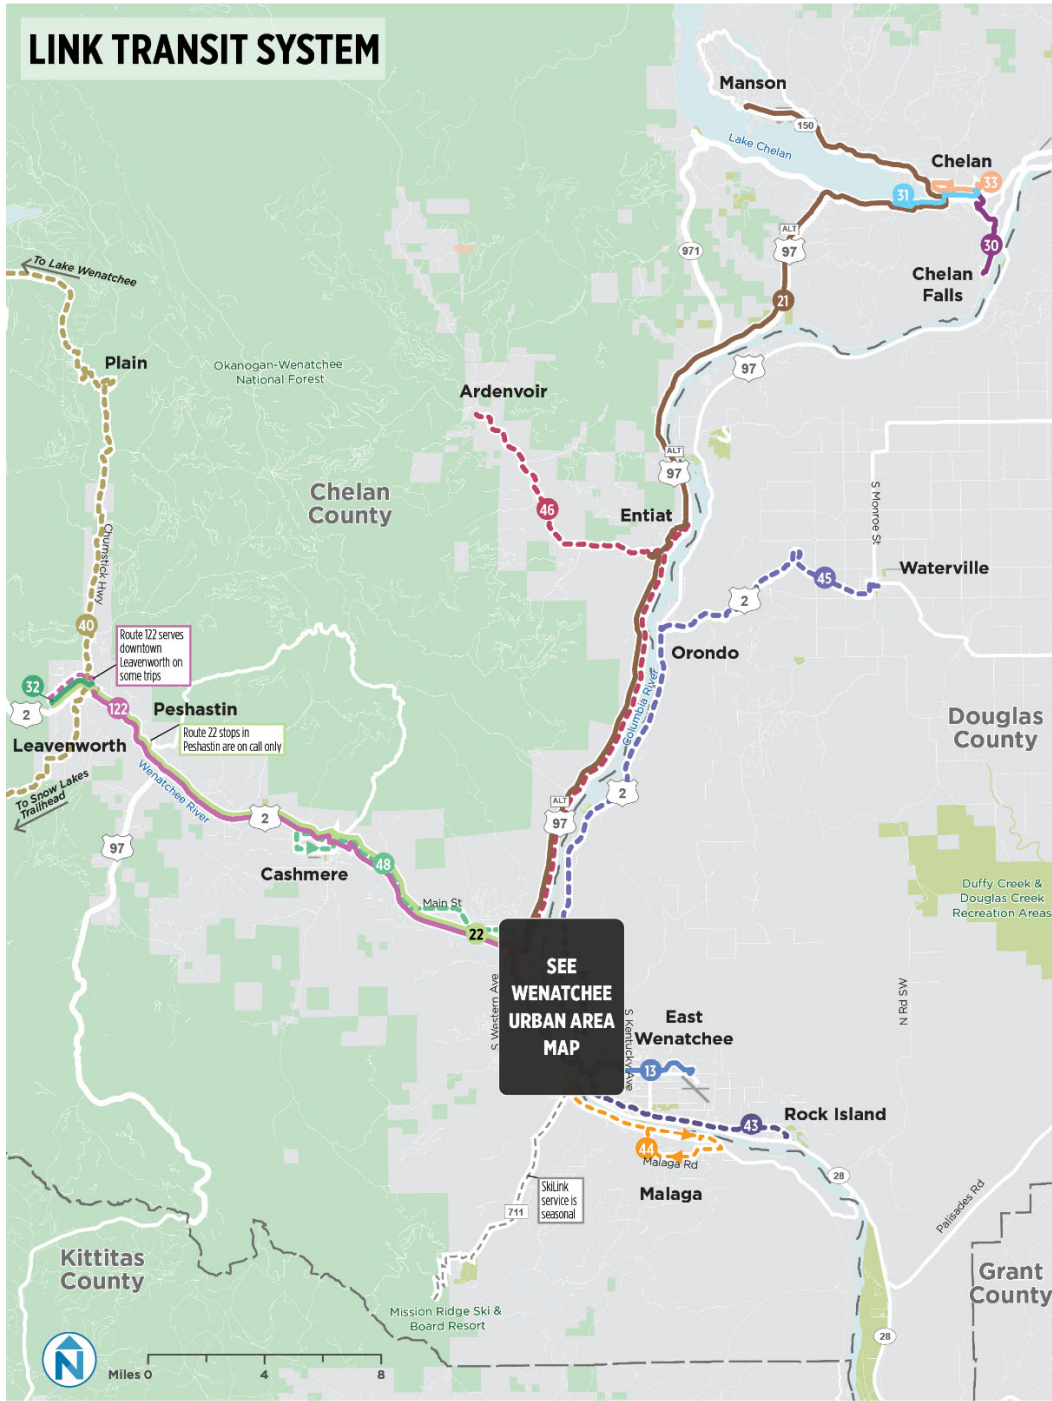 LINK TRANSIT SYSTEM
Manson
150
Lake Chelan
Chelan
33
31
30
Chelan
Falls
971
ALT
97
21
97
To Lake Wenatchee
Plain
Okanogan-Wenatchee
National Forest
Ardenvoir
ALT
97
Chelan
County
46
Entiat
S Monroe St
Waterville
45
2
Orondo
Chumstick Hwy
40
Route 122 serves
downtown
Leavenworth on
some trips
32
2
122
Peshastin
Route 22 stops in
Peshastin are on call only
Leavenworth
To Snow Lakes
Trailhead
Wenatchee River
Columbia River
Douglas
County
2
ALT
97
2
97
Cashmere
48
Main St
22
Duffy Creek &
Douglas Creek
Recreation Areas
SEE
WENATCHEE
URBAN AREA
MAP
S Western Ave
S Kentucky Ave
N Rd SW
East
Wenatchee
13
43
Rock Island
44
Malaga Rd
Malaga
28
SkiLink
service is
seasonal
711
Palisades Rd
Kittitas
County
Grant
County
Mission Ridge Ski &
Board Resort
28
N
Miles 0 4 8